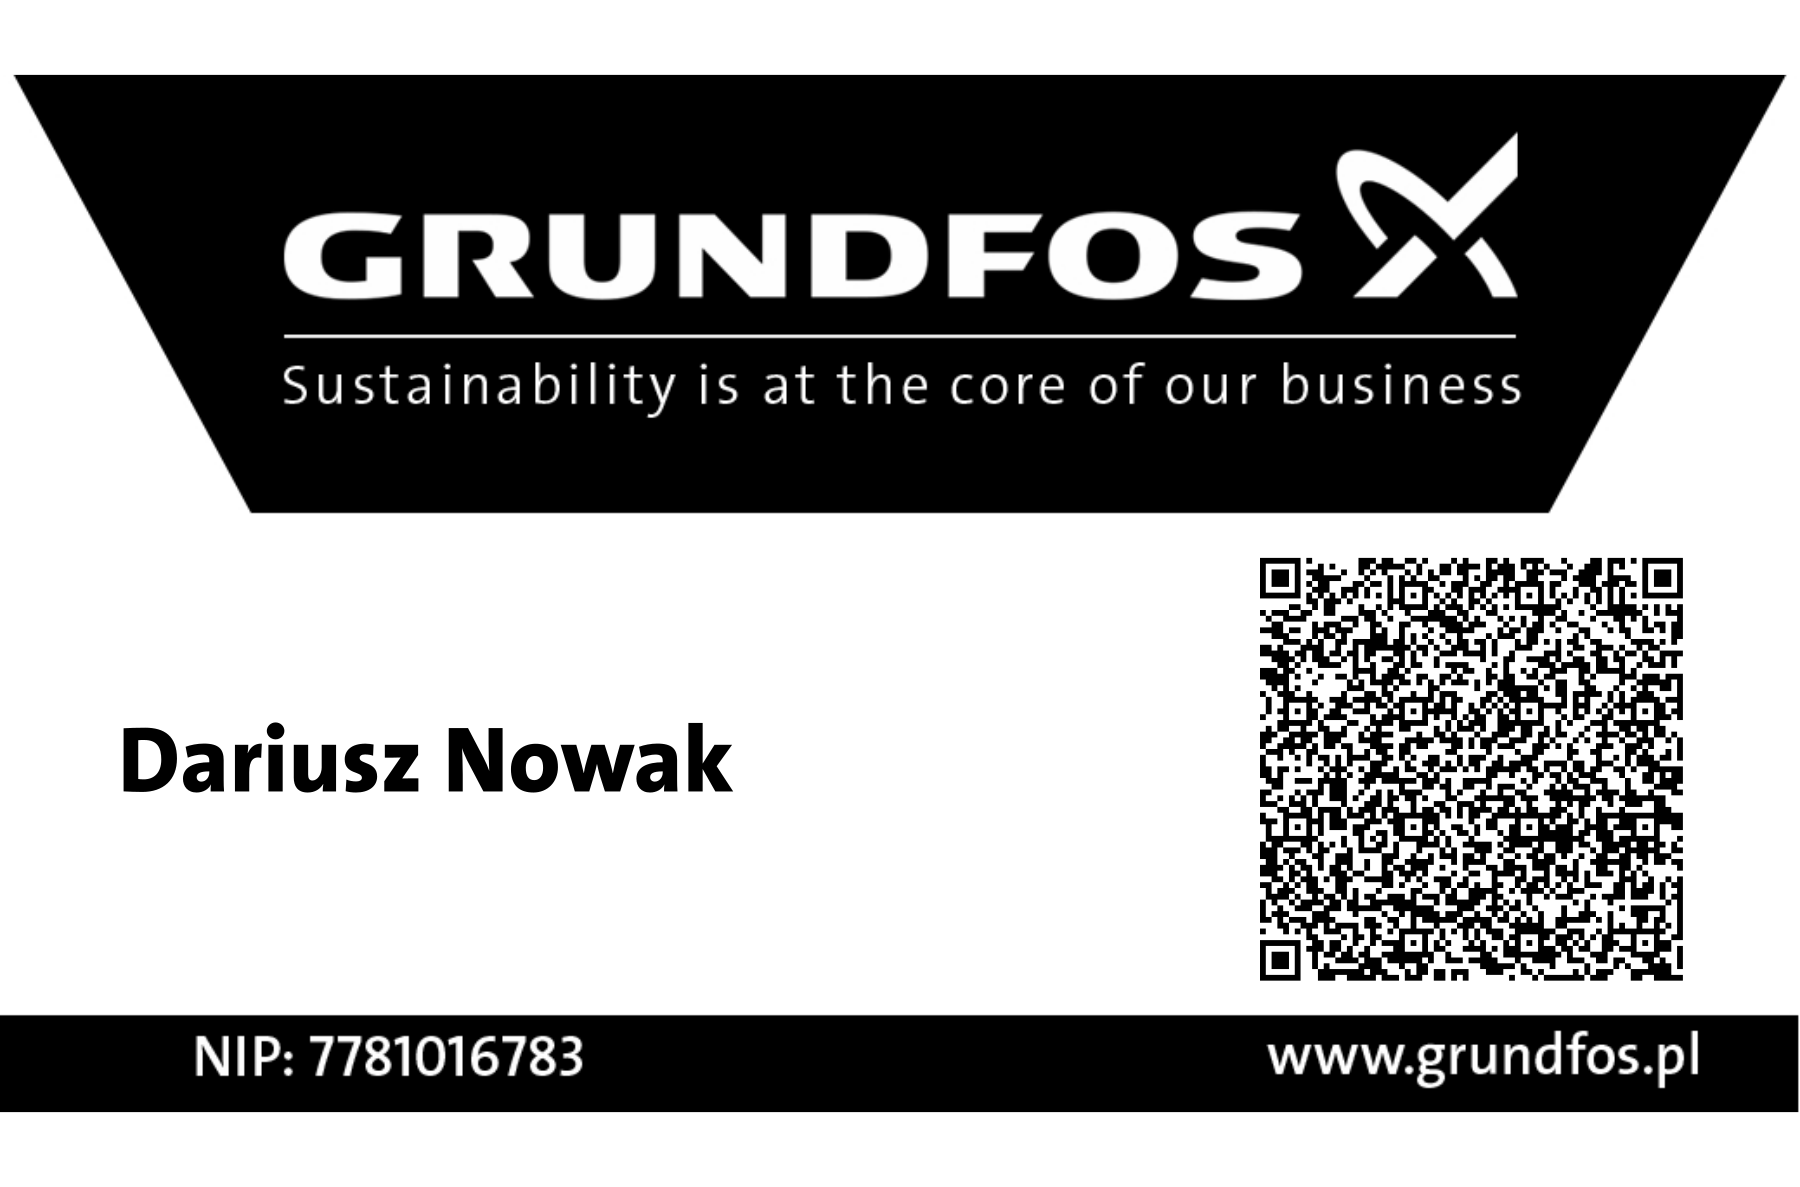 GRUNDFOS
Sustainability is at the core of our business
Dariusz Nowak
NIP: 7781016783
www.grundfos.pl